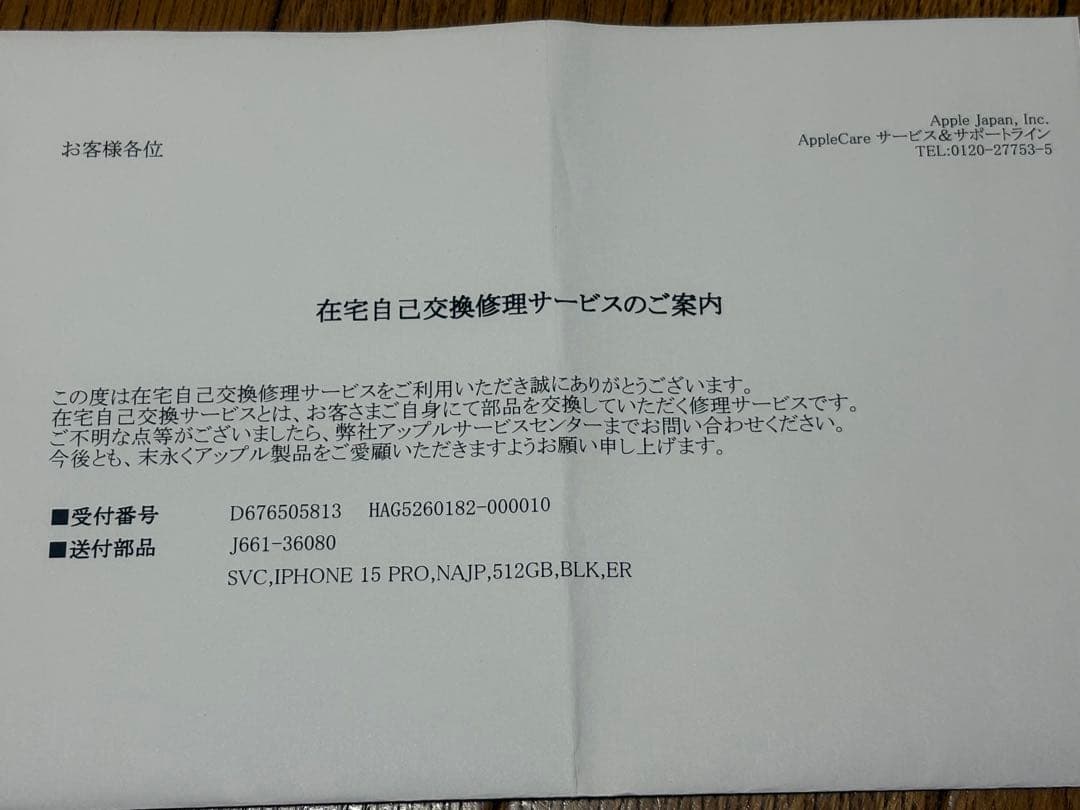 Apple Japan, Inc.
AppleCare サービス&サポートライン
TEL:0120-27753-5
お客様各位
在宅自己交換修理サービスのご案内
この度は在宅自己交換修理サービスをご利用いただき誠にありがとうございます。
在宅自己交換サービスとは、お客さまご自身にて部品を交換していただく修理サービスです。
ご不明な点等がございましたら、弊社アップルサービスセンターまでお問い合わせください。
今後とも、末永くアップル製品をご愛顧いただきますようお願い申し上げます。
■受付番号 D676505813 HAG5260182-000010
■送付部品 J661-36080
SVC,IPHONE 15 PRO,NAJP,512GB,BLK,ER